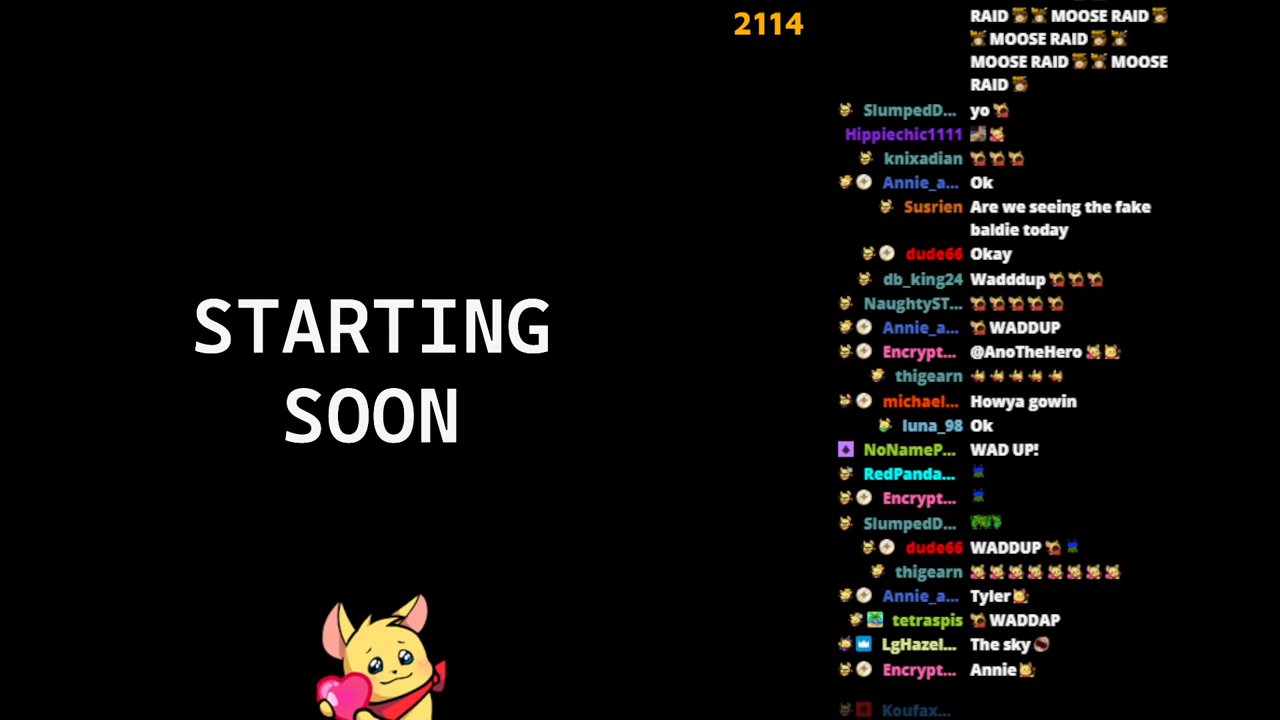 2114
RAID MOOSE RAID
MOOSE RAID
MOOSE RAID MOOSE
RAID
SlumpedD... yo
Hippiechic1111
knixadian
Annie_a... Ok
Susrien Are we seeing the fake
baldie today
dude66 Okay
db_king24 Wadddup
NaughtyST...
Annie_a... WADDUP
Encrypt... @AnoTheHero
thigearn
michael... Howya gowin
luna_98 Ok
NoNameP... WAD UP!
RedPanda...
Encrypt...
SlumpedD...
dude66 WADDUP
thigearn
Annie_a... Tyler
tetraspis WADDAP
LgHazel... The sky
Encrypt... Annie
Koufax...
STARTING
SOON